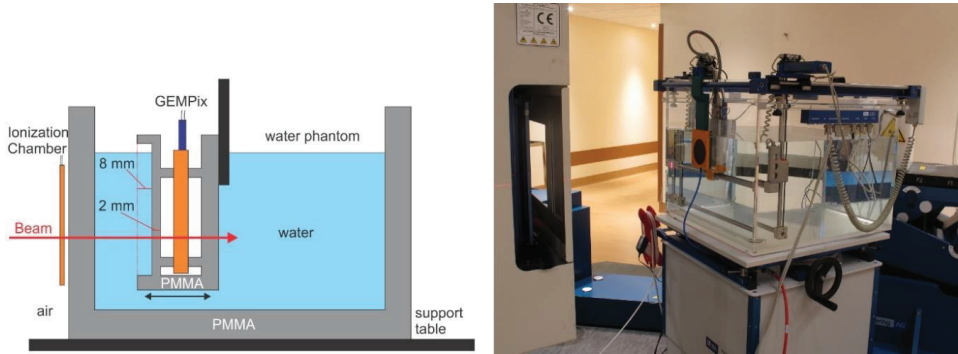 GEMPix
water phantom
Ionization
Chamber
8 mm
2 mm
Beam
water
PMMA
air
PMMA
support
table
CE